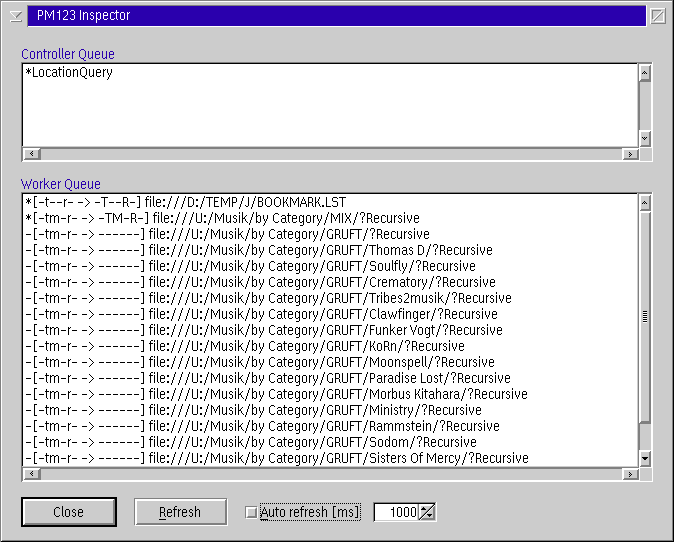 PM123 Inspector
Controller Queue
*LocationQuery
Worker Queue
*[-t--r- -> -T--R-] file:///D:/TEMP/J/BOOKMARK.LST
*[-tm-r- -> -TM-R-] file:///U:/Musik/by Category/MIX/?Recursive
-[-tm-r- -> ------] file:///U:/Musik/by Category/GRUFT/?Recursive
-[-tm-r- -> ------] file:///U:/Musik/by Category/GRUFT/Thomas D/?Recursive
-[-tm-r- -> ------] file:///U:/Musik/by Category/GRUFT/Soulfly/?Recursive
-[-tm-r- -> ------] file:///U:/Musik/by Category/GRUFT/Crematory/?Recursive
-[-tm-r- -> ------] file:///U:/Musik/by Category/GRUFT/Tribes2musik/?Recursive
-[-tm-r- -> ------] file:///U:/Musik/by Category/GRUFT/Clawfinger/?Recursive
-[-tm-r- -> ------] file:///U:/Musik/by Category/GRUFT/Funker Vogt/?Recursive
-[-tm-r- -> ------] file:///U:/Musik/by Category/GRUFT/KoRn/?Recursive
-[-tm-r- -> ------] file:///U:/Musik/by Category/GRUFT/Moonspell/?Recursive
-[-tm-r- -> ------] file:///U:/Musik/by Category/GRUFT/Paradise Lost/?Recursive
-[-tm-r- -> ------] file:///U:/Musik/by Category/GRUFT/Morbus Kitahara/?Recursive
-[-tm-r- -> ------] file:///U:/Musik/by Category/GRUFT/Ministry/?Recursive
-[-tm-r- -> ------] file:///U:/Musik/by Category/GRUFT/Rammstein/?Recursive
-[-tm-r- -> ------] file:///U:/Musik/by Category/GRUFT/Sodom/?Recursive
-[-tm-r- -> ------] file:///U:/Musik/by Category/GRUFT/Sisters Of Mercy/?Recursive
Close Refresh Auto refresh [ms] 1000